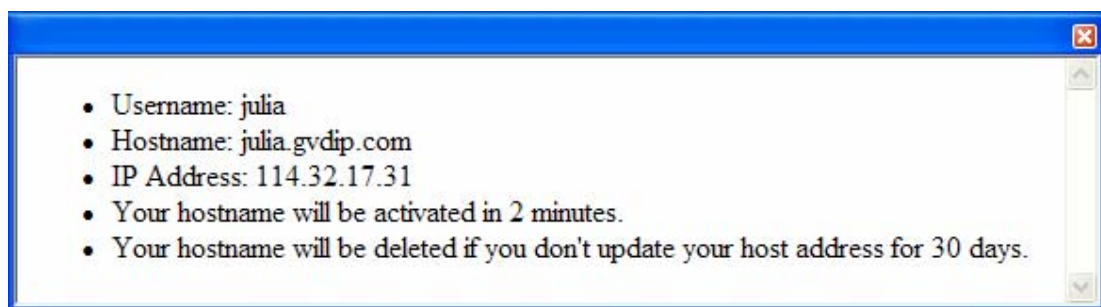 • Username: julia
• Hostname: julia.gvdip.com
• IP Address: 114.32.17.31
• Your hostname will be activated in 2 minutes.
• Your hostname will be deleted if you don't update your host address for 30 days.